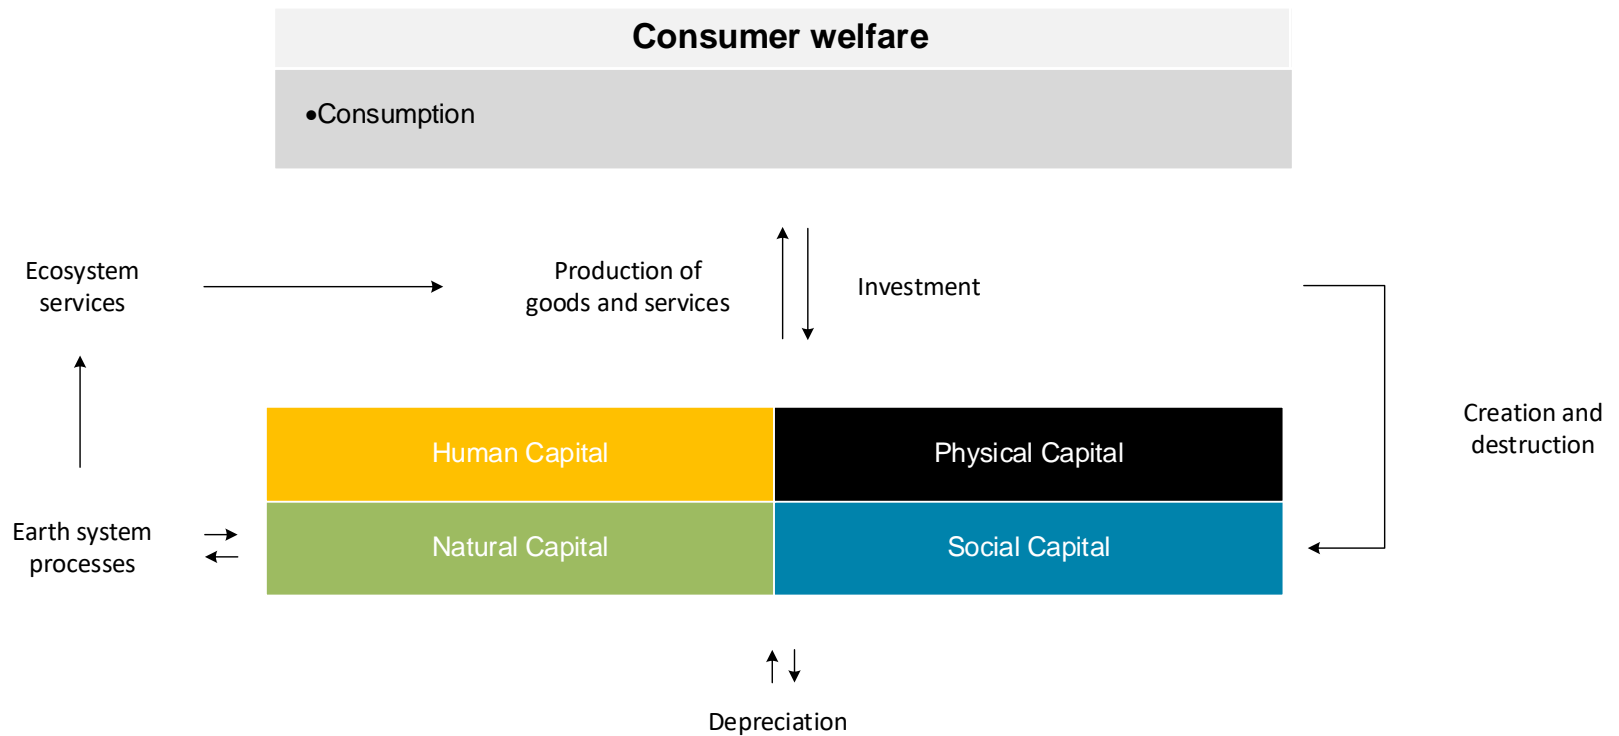 Consumer welfare
•Consumption
Ecosystem
services
Production of
goods and services
Investment
Creation and
destruction
Human Capital
Physical Capital
Earth system
processes
Natural Capital
Social Capital
Depreciation